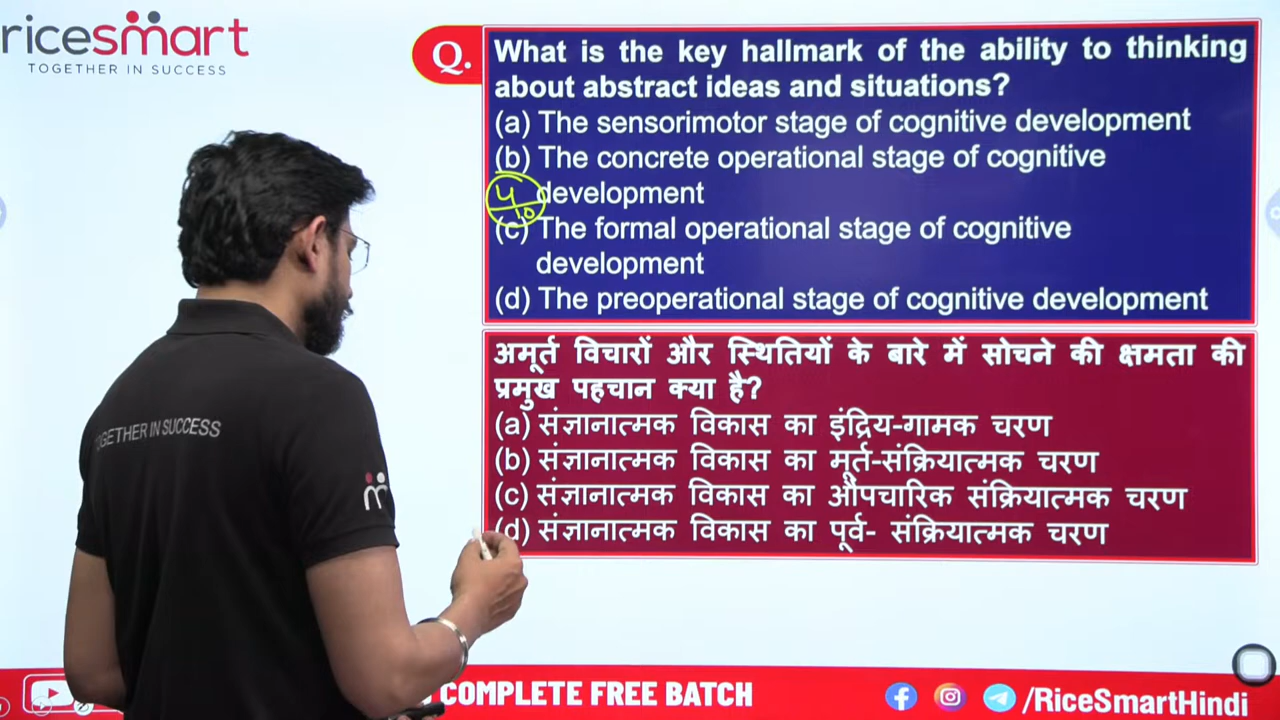 ricesmart
TOGETHER IN SUCCESS
Q.
What is the key hallmark of the ability to thinking
about abstract ideas and situations?
(a) The sensorimotor stage of cognitive development
(b) The concrete operational stage of cognitive
development
(c) The formal operational stage of cognitive
development
(d) The preoperational stage of cognitive development
अमूर्त विचारों और स्थितियों के बारे में सोचने की क्षमता की
प्रमुख पहचान क्या है?
(a) संज्ञानात्मक विकास का इंद्रिय-गामक चरण
(b) संज्ञानात्मक विकास का मूर्त-संक्रियात्मक चरण
(c) संज्ञानात्मक विकास का औपचारिक संक्रियात्मक चरण
(d) संज्ञानात्मक विकास का पूर्व- संक्रियात्मक चरण
TOGETHER IN SUCCESS
COMPLETE FREE BATCH
/RiceSmartHindi